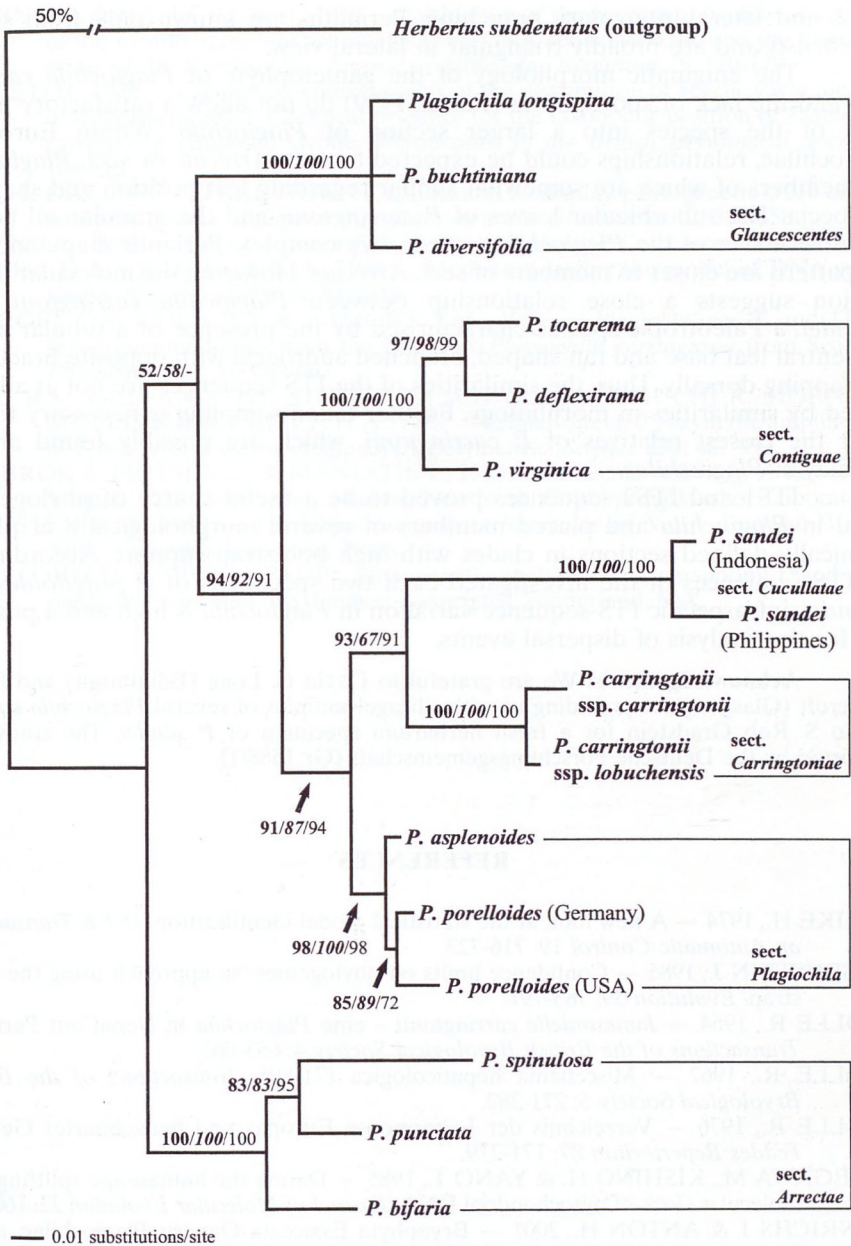 50%
Herbertus subdentatus (outgroup)
Plagiochila longispina
100/100/100
P. buchtiniana
sect.
Glaucescentes
P. diversifolia
P. tocarema
97/98/99
52/58/-
P. deflexirama
100/100/100
sect.
Contiguae
P. virginica
P. sandei
(Indonesia)
100/100/100
sect. Cucullatae
94/92/91
P. sandei
(Philippines)
93/67/91
P. carringtonii
ssp. carringtonii
100/100/100
P. carringtonii
ssp. lobuchensis
sect.
Carringtoniae
91/87/94
P. asplenoides
P. porelloides (Germany)
98/100/98
sect.
Plagiochila
P. porelloides (USA)
85/89/72
P. spinulosa
83/83/95
P. punctata
100/100/100
sect.
Arrectae
P. bifaria
0.01 substitutions/site